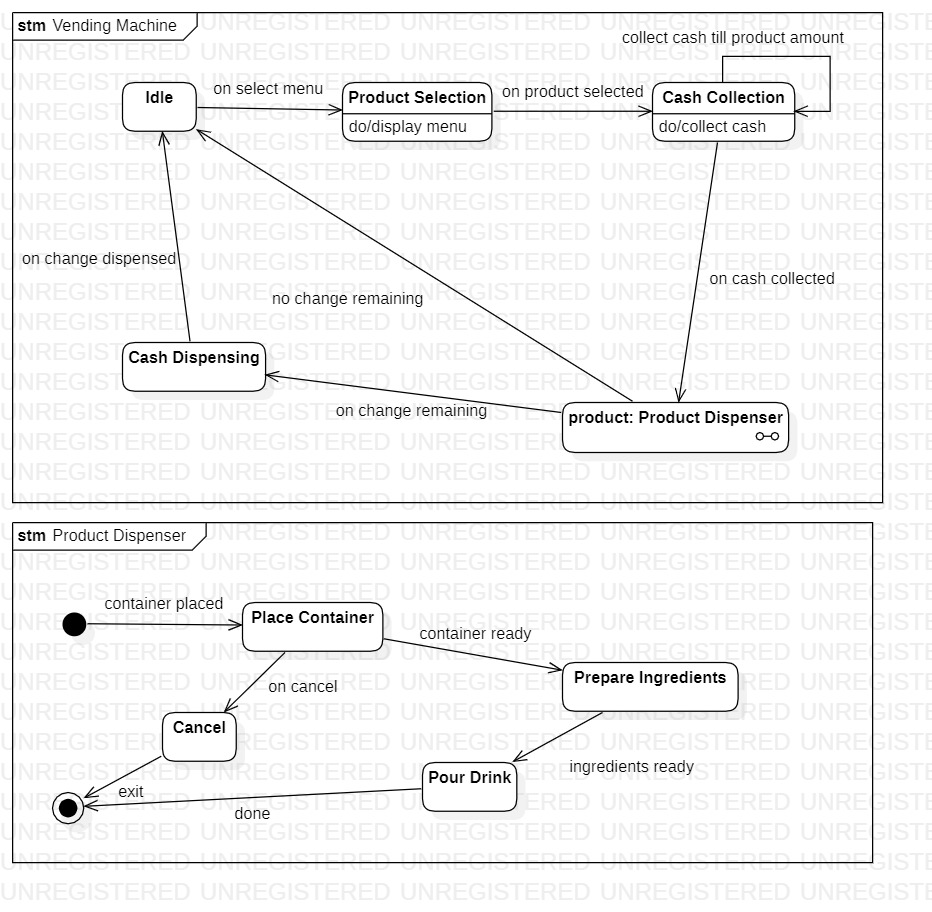 stm Vending Machine
collect cash till product amount
Idle
on select menu
Product Selection
do/display menu
on product selected
Cash Collection
do/collect cash
on change dispensed
no change remaining
on cash collected
Cash Dispensing
on change remaining
product: Product Dispenser
stm Product Dispenser
container placed
Place Container
container ready
on cancel
Prepare Ingredients
Cancel
Pour Drink
ingredients ready
exit
done
UNREGISTERED